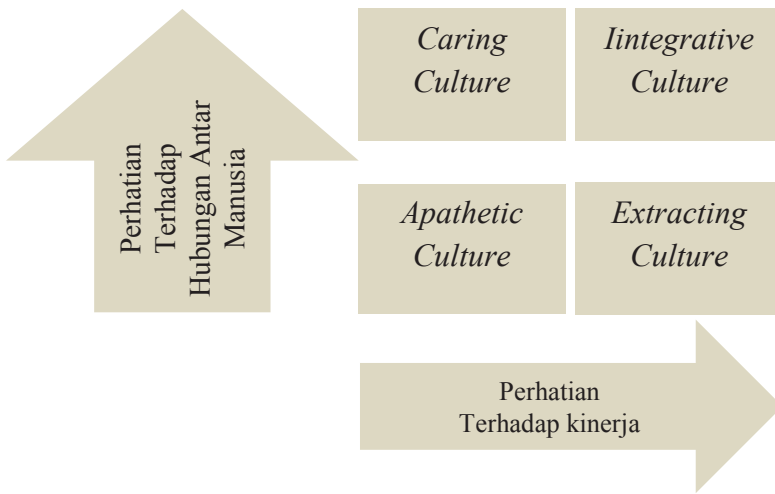 Perhatian
Terhadap
Hubungan Antar
Manusia
Caring
Culture
Iintegrative
Culture
Apathetic
Culture
Extracting
Culture
Perhatian
Terhadap kinerja